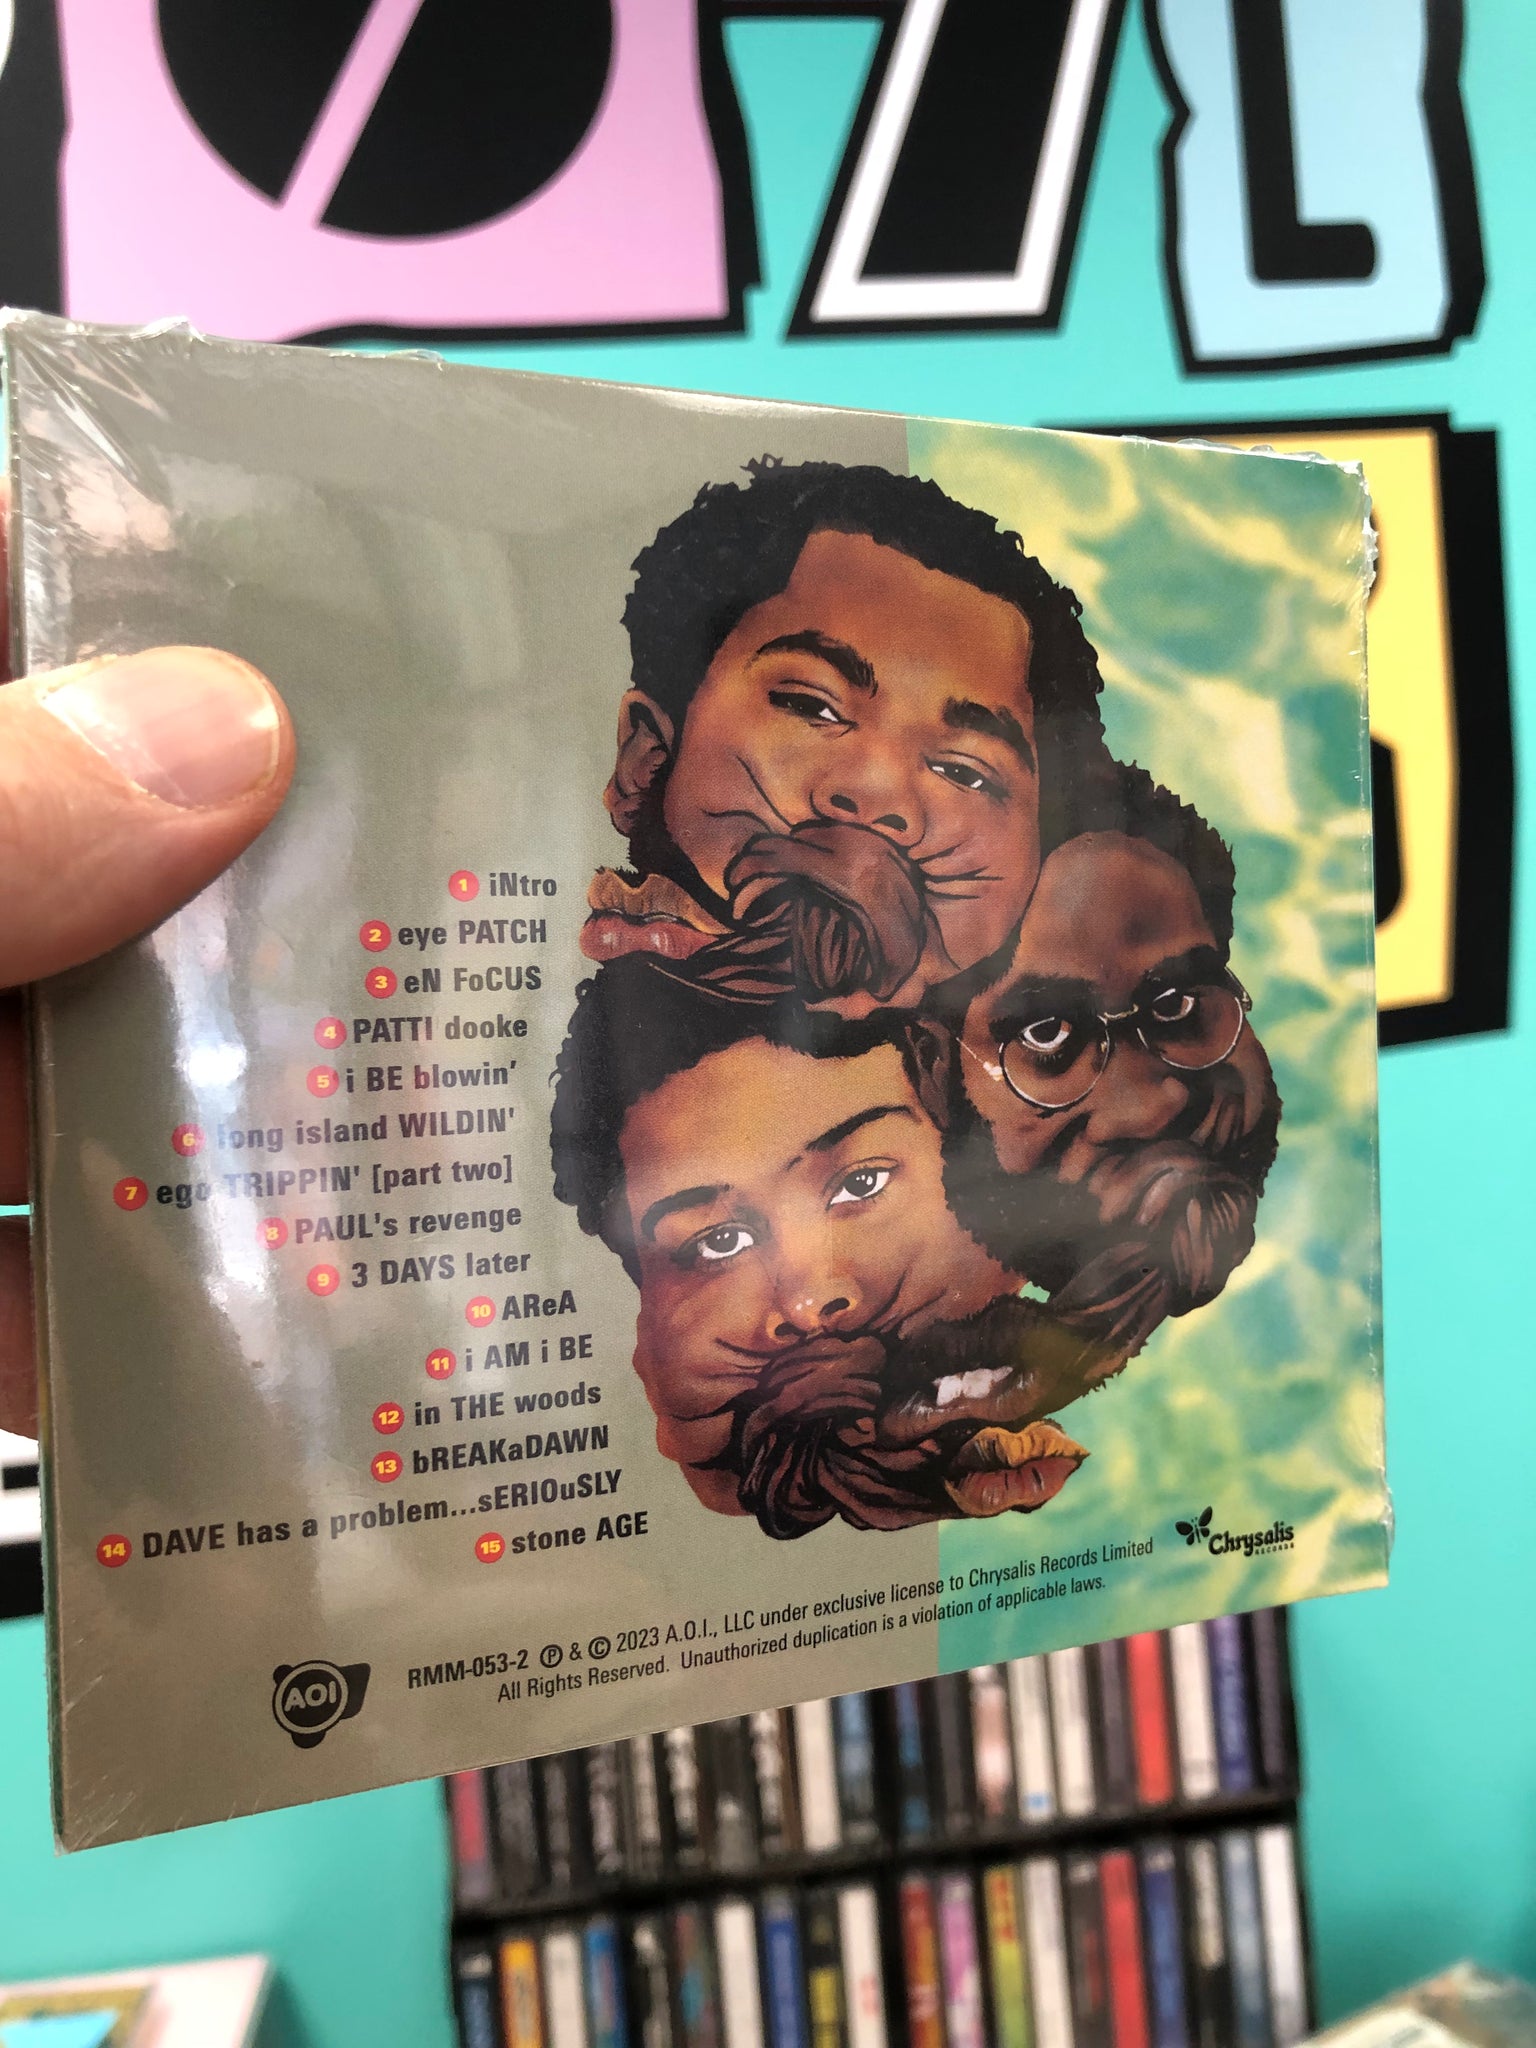 1 iNtro
2 eye PATCH
3 eN FoCUS
4 PATTI dooke
5 i BE blowin'
6 long island WILDIN'
7 ego TRIPPIN' [part two]
8 PAUL's revenge
9 3 DAYS later
10 AReA
11 i AM i BE
12 in THE woods
13 bREAKaDAWN
14 DAVE has a problem...sERIOuSLY
15 stone AGE
Chrysalis
RECORDS
AOI
RMM-053-2 ℗ & © 2023 A.O.I., LLC under exclusive license to Chrysalis Records Limited
All Rights Reserved. Unauthorized duplication is a violation of applicable laws.